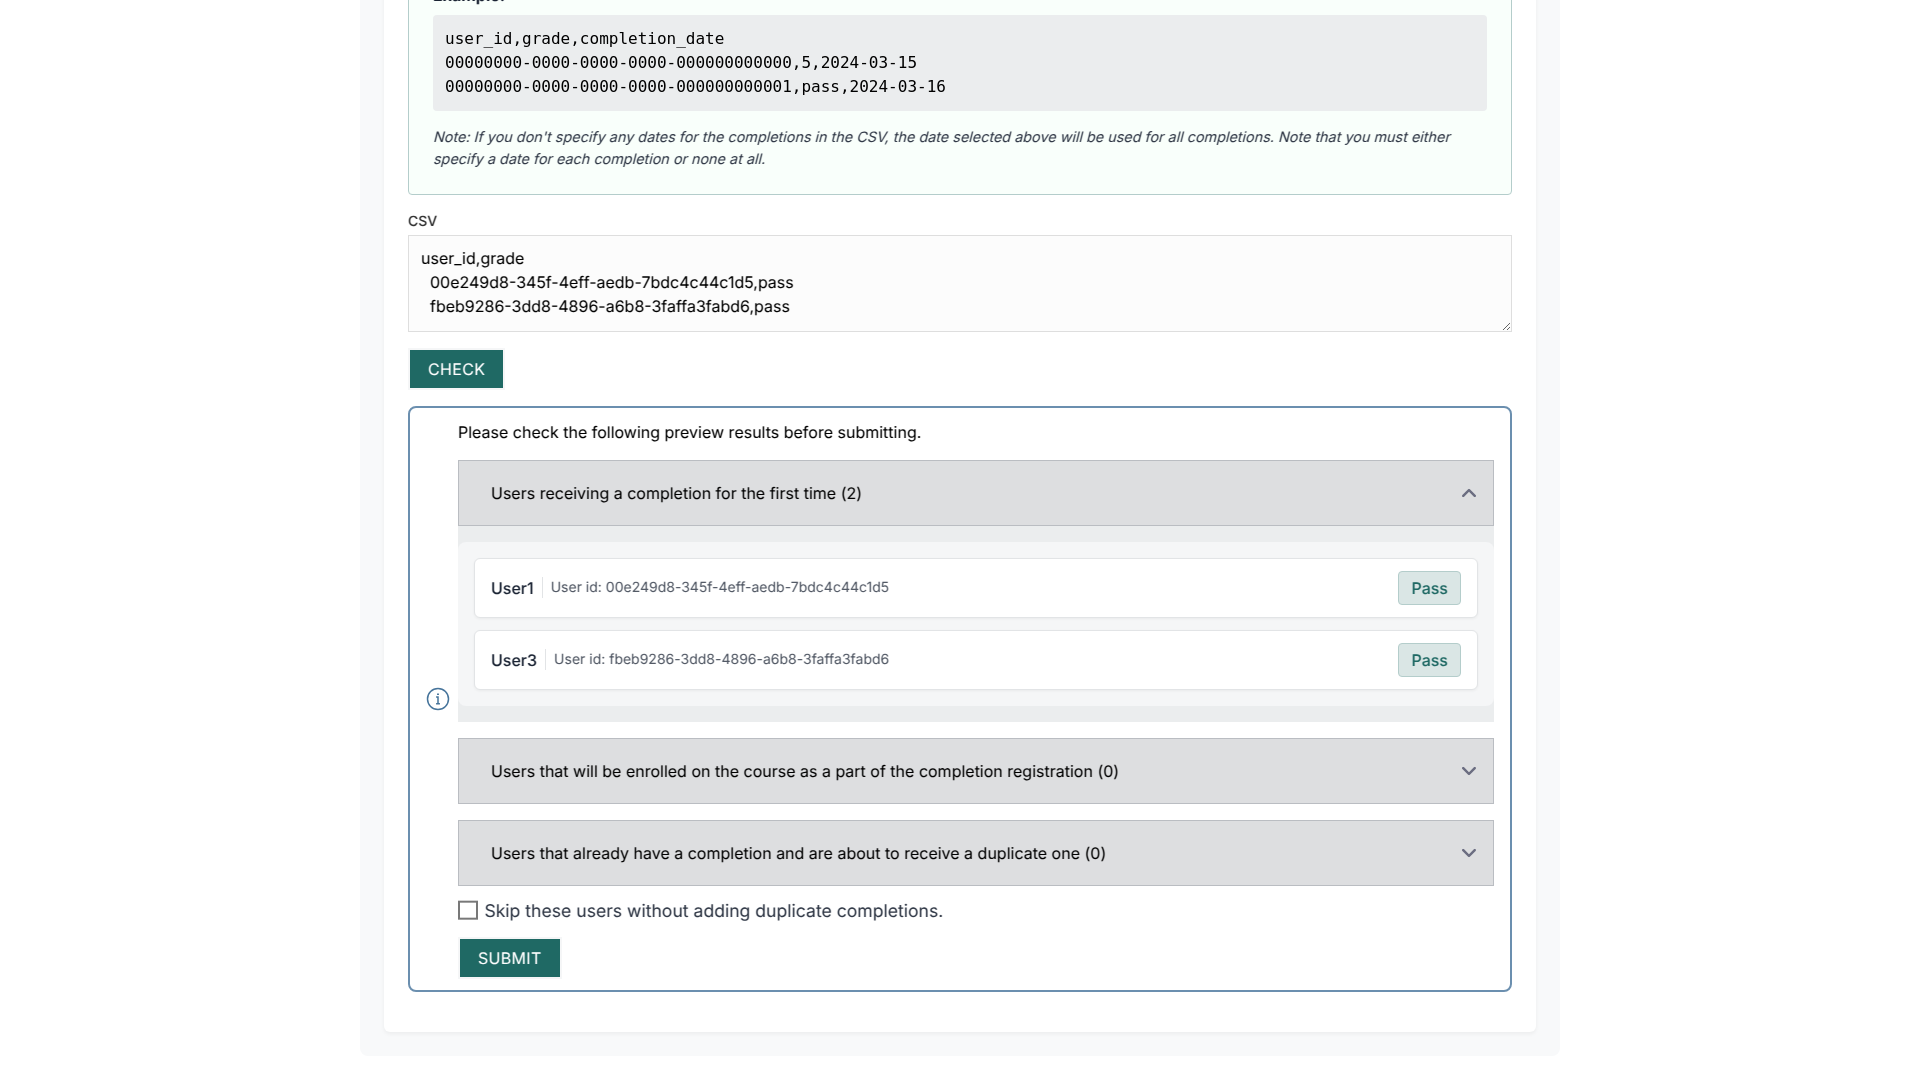 Example:
user_id,grade,completion_date
00000000-0000-0000-0000-000000000000,5,2024-03-15
00000000-0000-0000-0000-000000000001,pass,2024-03-16
Note: If you don't specify any dates for the completions in the CSV, the date selected above will be used for all completions. Note that you must either
specify a date for each completion or none at all.
CSV
user_id,grade
00e249d8-345f-4eff-aedb-7bdc4c44c1d5,pass
fbeb9286-3dd8-4896-a6b8-3faffa3fabd6,pass
CHECK
Please check the following preview results before submitting.
Users receiving a completion for the first time (2)
User1 User id: 00e249d8-345f-4eff-aedb-7bdc4c44c1d5 Pass
User3 User id: fbeb9286-3dd8-4896-a6b8-3faffa3fabd6 Pass
Users that will be enrolled on the course as a part of the completion registration (0)
Users that already have a completion and are about to receive a duplicate one (0)
Skip these users without adding duplicate completions.
SUBMIT